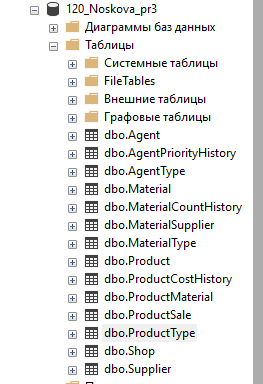 120_Noskova_pr3
Диаграммы баз данных
Таблицы
Системные таблицы
FileTables
Внешние таблицы
Графовые таблицы
dbo.Agent
dbo.AgentPriorityHistory
dbo.AgentType
dbo.Material
dbo.MaterialCountHistory
dbo.MaterialSupplier
dbo.MaterialType
dbo.Product
dbo.ProductCostHistory
dbo.ProductMaterial
dbo.ProductSale
dbo.ProductType
dbo.Shop
dbo.Supplier